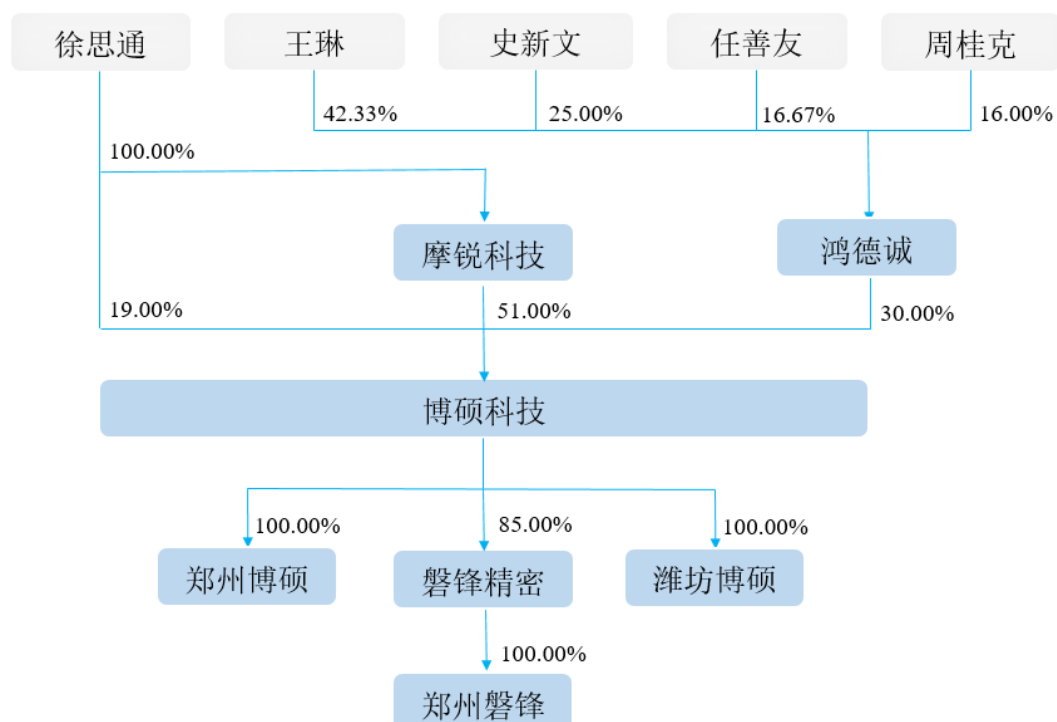 徐思通
王琳
史新文
任善友
周桂克
42.33%
25.00%
16.67%
16.00%
100.00%
摩锐科技
鸿德诚
19.00%
51.00%
30.00%
博硕科技
100.00%
85.00%
100.00%
郑州博硕
磐锋精密
潍坊博硕
100.00%
郑州磐锋